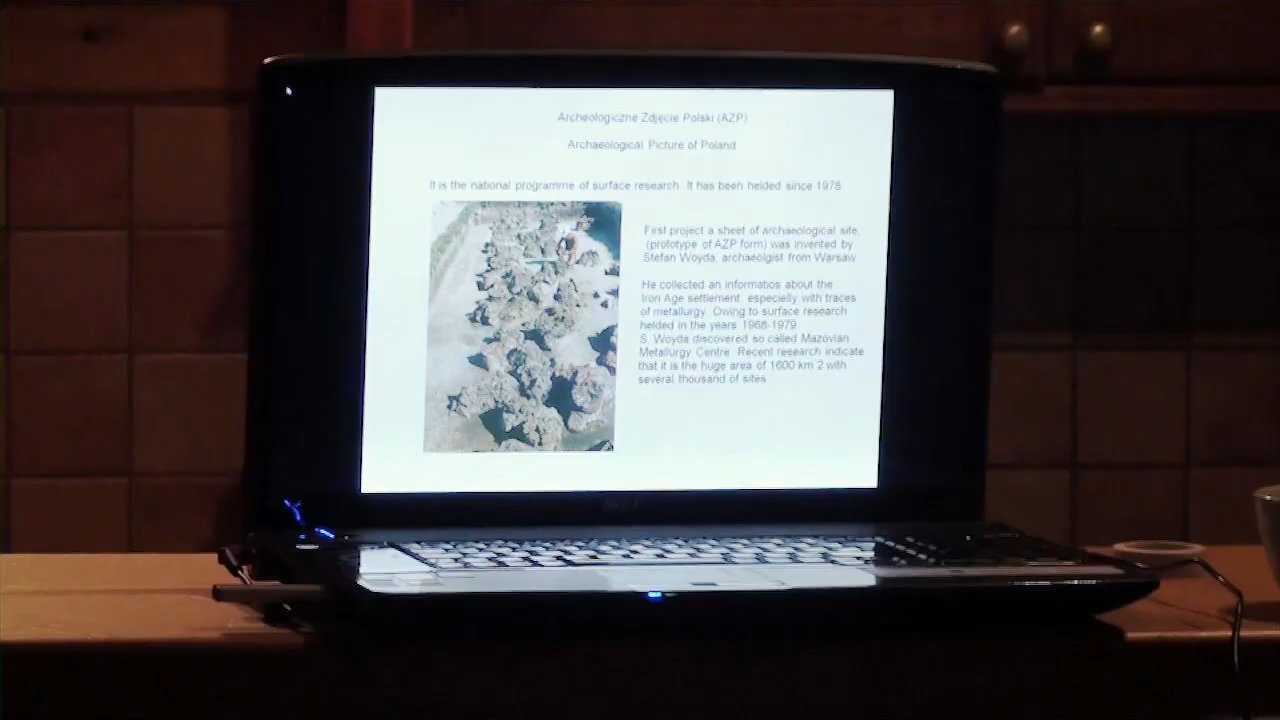 Archeologiczne Zdjęcie Polski (AZP)
Archaeological Picture of Poland
It is the national programme of surface research. It has been helded since 1978.
First project a sheet of archaeological site,
(prototype of AZP form) was invented by
Stefan Woyda, archaeolgist from Warsaw
He collected an informatios about the
Iron Age settlement, especially with traces
of metallurgy. Owing to surface research
helded in the years 1968-1979
S. Woyda discovered so called Mazovian
Metallurgy Centre. Recent research indicate
that it is the huge area of 1600 km 2 with
several thousand of sites
acer